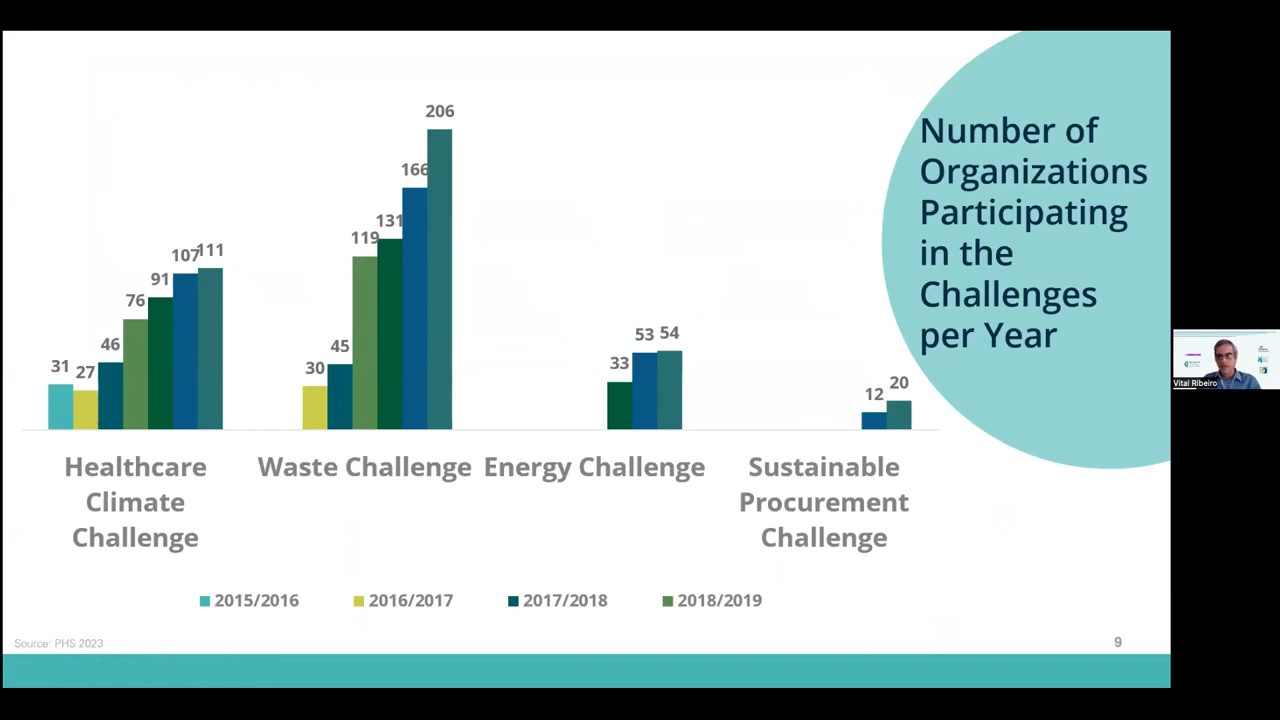 Number of
Organizations
Participating
in the
Challenges
per Year
31
27
46
76
91
107
111
30
45
119
131
166
206
33
53
54
12
20
Healthcare
Climate
Challenge
Waste Challenge
Energy Challenge
Sustainable
Procurement
Challenge
2015/2016
2016/2017
2017/2018
2018/2019
Source: PHS 2023
9
Vital Ribeiro